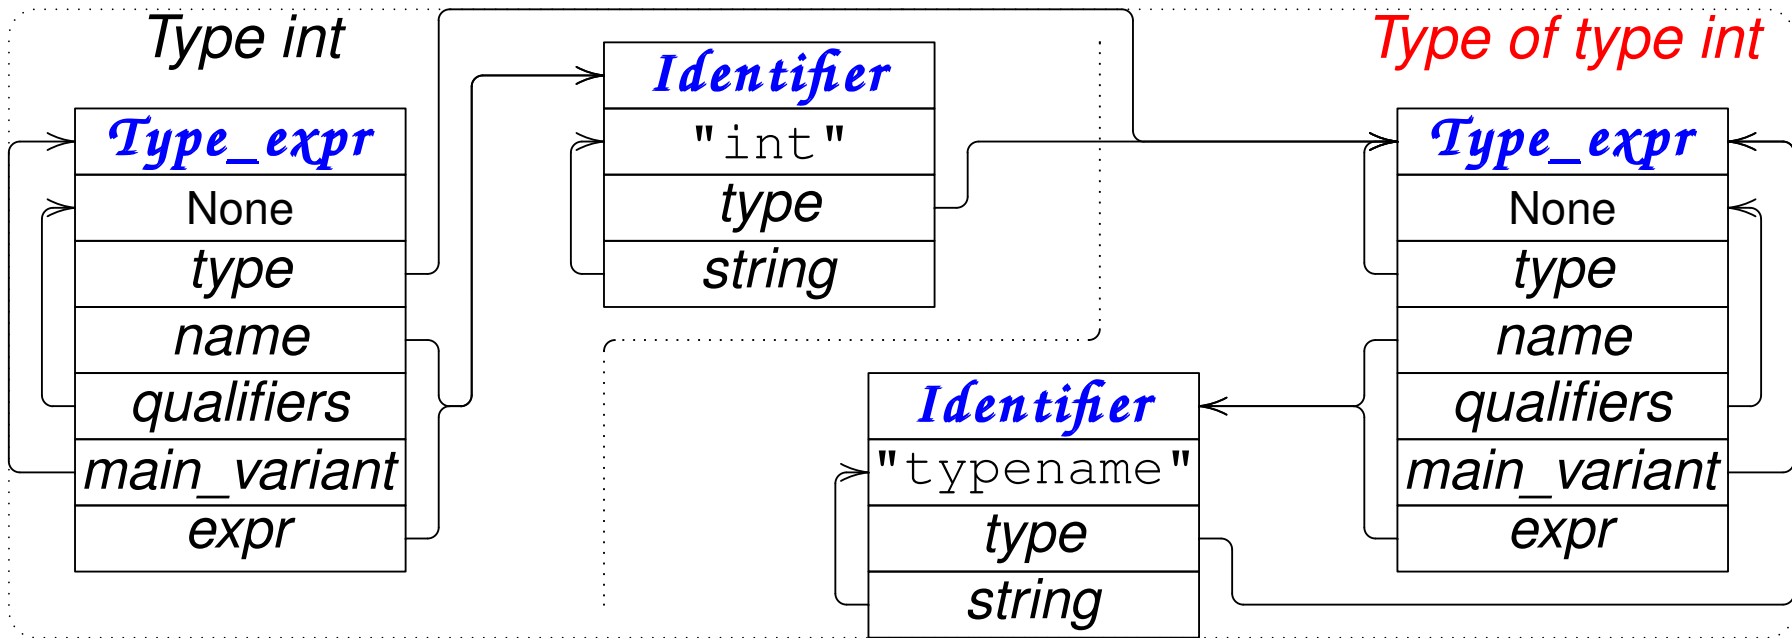 Type int
Type_expr
None
type
name
qualifiers
main_variant
expr
Identifier
"int"
type
string
Identifier
"typename"
type
string
Type of type int
Type_expr
None
type
name
qualifiers
main_variant
expr